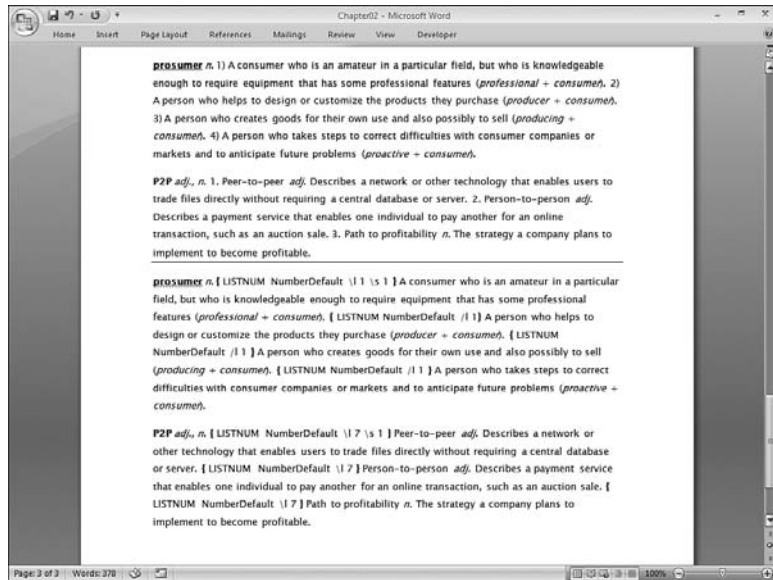 Chapter02 - Microsoft Word
Home Insert Page Layout References Mailings Review View Developer
prosumer n. 1) A consumer who is an amateur in a particular field, but who is knowledgeable
enough to require equipment that has some professional features (professional + consumer). 2)
A person who helps to design or customize the products they purchase (producer + consumer).
3) A person who creates goods for their own use and also possibly to sell (producing +
consumer). 4) A person who takes steps to correct difficulties with consumer companies or
markets and to anticipate future problems (proactive + consumer).
P2P adj., n. 1. Peer-to-peer adj. Describes a network or other technology that enables users to
trade files directly without requiring a central database or server. 2. Person-to-person adj.
Describes a payment service that enables one individual to pay another for an online
transaction, such as an auction sale. 3. Path to profitability n. The strategy a company plans to
implement to become profitable.
prosumer n. { LISTNUM NumberDefault \l 1 \s 1 } A consumer who is an amateur in a particular
field, but who is knowledgeable enough to require equipment that has some professional
features (professional + consumer). { LISTNUM NumberDefault /l 1} A person who helps to
design or customize the products they purchase (producer + consumer). { LISTNUM
NumberDefault /l 1 } A person who creates goods for their own use and also possibly to sell
(producing + consumer). { LISTNUM NumberDefault /l 1 } A person who takes steps to correct
difficulties with consumer companies or markets and to anticipate future problems (proactive +
consumer).
P2P adj., n. { LISTNUM NumberDefault \l 7 \s 1 } Peer-to-peer adj. Describes a network or
other technology that enables users to trade files directly without requiring a central database
or server. { LISTNUM NumberDefault \l 7 } Person-to-person adj. Describes a payment service
that enables one individual to pay another for an online transaction, such as an auction sale. {
LISTNUM NumberDefault \l 7 } Path to profitability n. The strategy a company plans to
implement to become profitable.
Page: 3 of 3 Words: 378 100%